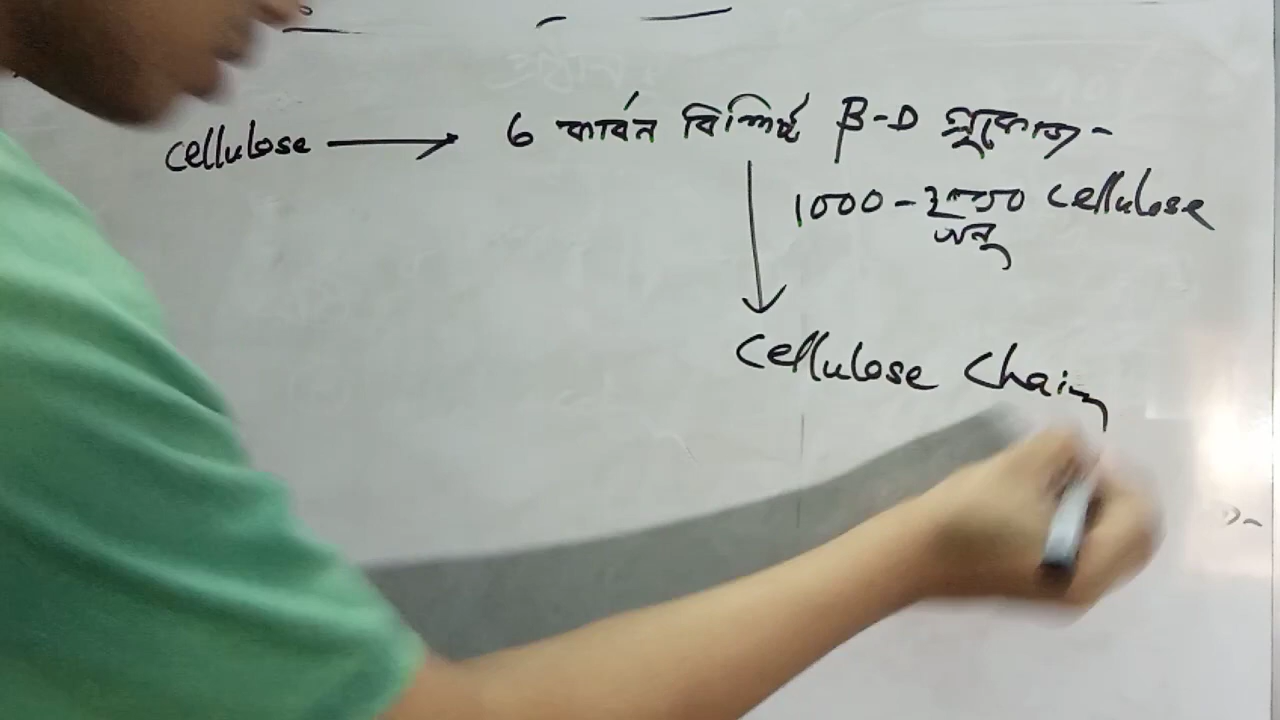 cellulose → 6 কার্বন বিশিষ্ট β-D গ্লুকোজ-
1000-3000 cellulose
অনু
cellulose chain